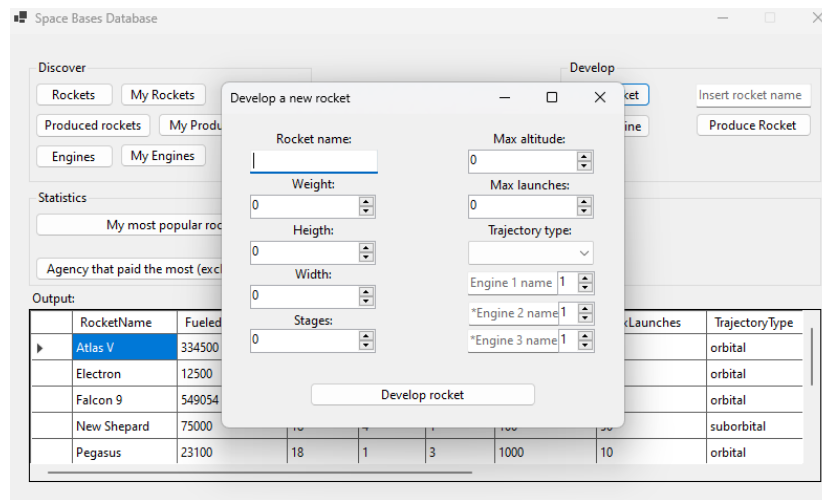 Space Bases Database
Discover
Develop
Rockets
My Rockets
ket
Insert rocket name
Produced rockets
My Produ
ine
Produce Rocket
Engines
My Engines
Statistics
My most popular roc
Agency that paid the most (excl
Output:
Develop a new rocket
Rocket name:
Max altitude:
0
Weight:
Max launches:
0
0
Heigth:
Trajectory type:
0
Width:
Engine 1 name 1
0
*Engine 2 name 1
Stages:
*Engine 3 name 1
0
Develop rocket
RocketName Fueled xLaunches TrajectoryType
Atlas V 334500 orbital
Electron 12500 orbital
Falcon 9 549054 orbital
New Shepard 75000 suborbital
Pegasus 23100 18 1 3 1000 10 orbital